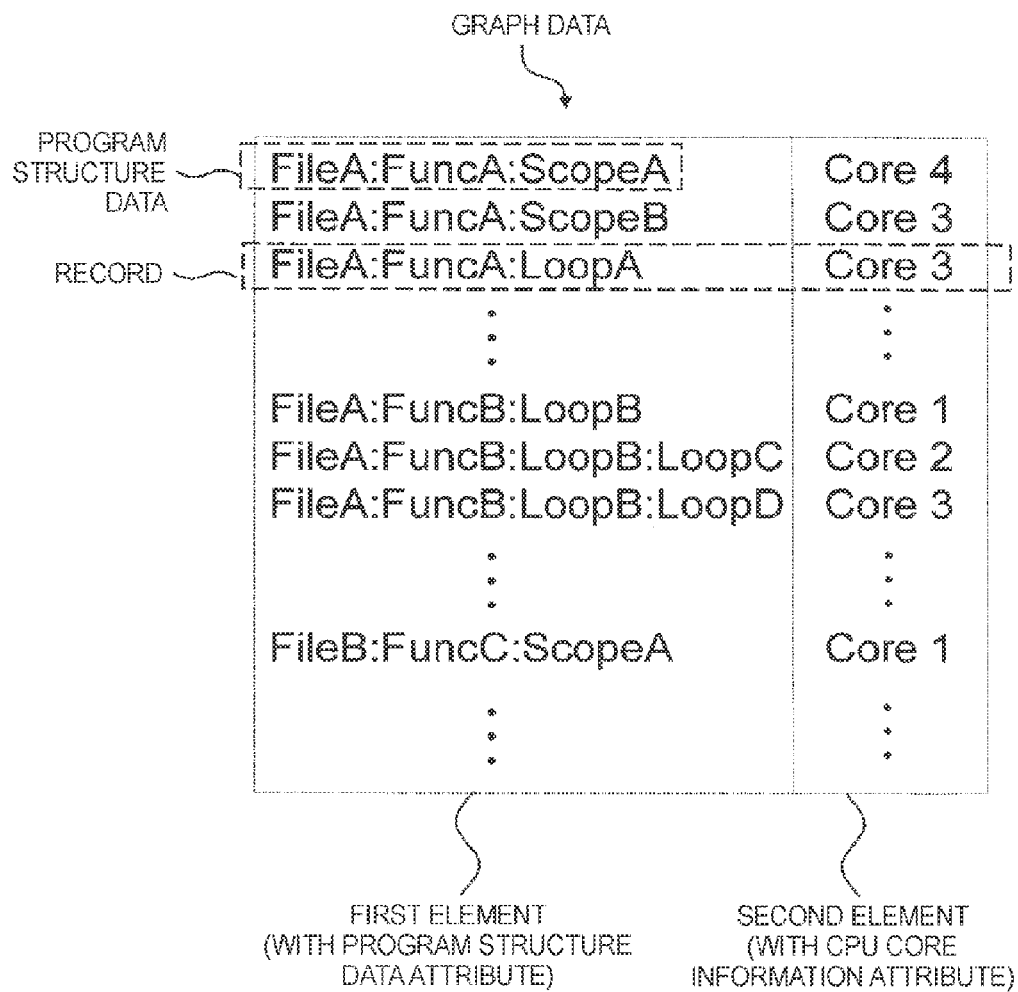 GRAPH DATA
PROGRAM
STRUCTURE
DATA
FileA:FuncA:ScopeA Core 4
FileA:FuncA:ScopeB Core 3
RECORD
FileA:FuncA:LoopA Core 3
FileA:FuncB:LoopB Core 1
FileA:FuncB:LoopB:LoopC Core 2
FileA:FuncB:LoopB:LoopD Core 3
FileB:FuncC:ScopeA Core 1
FIRST ELEMENT
(WITH PROGRAM STRUCTURE
DATA ATTRIBUTE)
SECOND ELEMENT
(WITH CPU CORE
INFORMATION ATTRIBUTE)